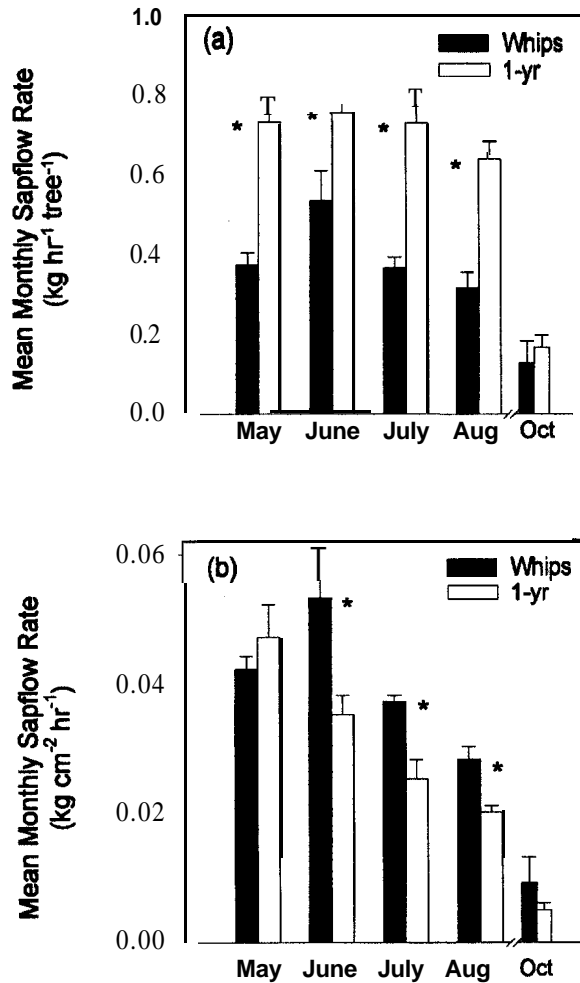 1.0
(a)
Whips
1-yr
0.8
*
*
*
*
0.6
0.4
0.2
0.0
Mean Monthly Sapflow Rate
(kg hr⁻¹ tree⁻¹)
May June July Aug Oct
0.06
(b)
Whips
1-yr
*
*
*
0.04
0.02
0.00
Mean Monthly Sapflow Rate
(kg cm⁻² hr⁻¹)
May June July Aug Oct